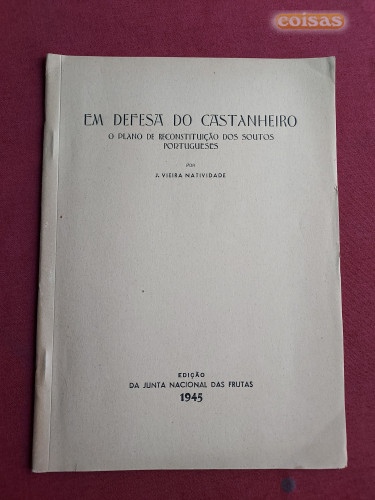 coisas
EM DEFESA DO CASTANHEIRO
O PLANO DE RECONSTITUIÇÃO DOS SOUTOS
PORTUGUESES
POR
J. VIEIRA NATIVIDADE
EDIÇÃO
DA JUNTA NACIONAL DAS FRUTAS
1945